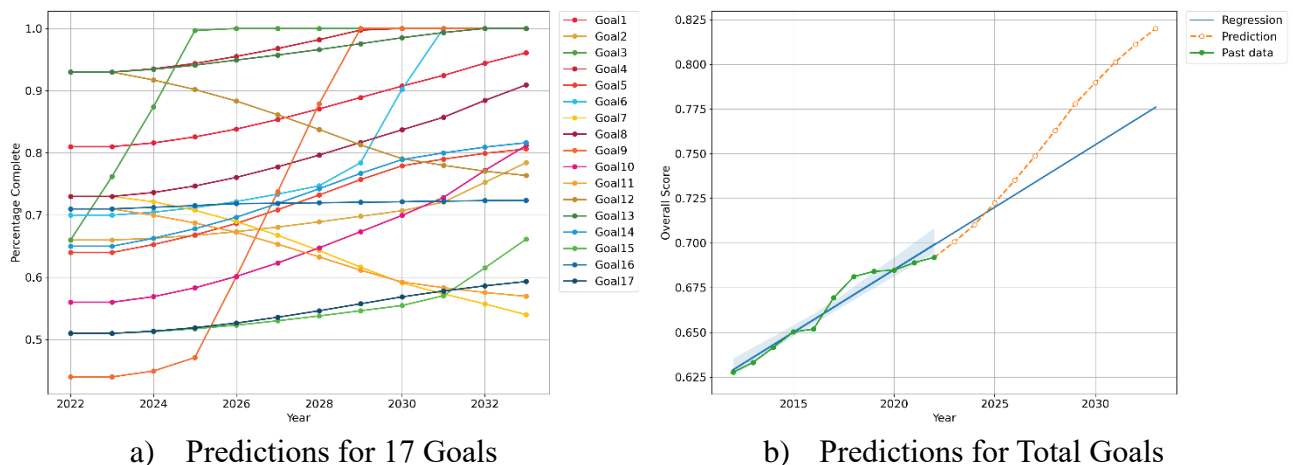 1.0
0.9
0.8
0.7
0.6
0.5
Percentage Complete
2022 2024 2026 2028 2030 2032
Year
Goal1
Goal2
Goal3
Goal4
Goal5
Goal6
Goal7
Goal8
Goal9
Goal10
Goal11
Goal12
Goal13
Goal14
Goal15
Goal16
Goal17
a) Predictions for 17 Goals
0.825
0.800
0.775
0.750
0.725
0.700
0.675
0.650
0.625
Overall Score
2015 2020 2025 2030
Year
Regression
Prediction
Past data
b) Predictions for Total Goals